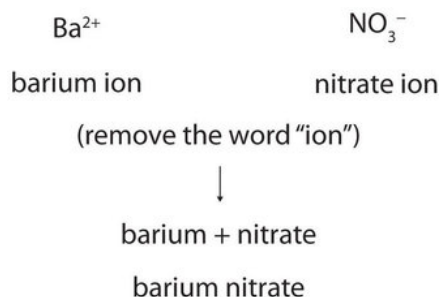 Ba²⁺ NO₃⁻
barium ion nitrate ion
(remove the word “ion”)
↓
barium + nitrate
barium nitrate